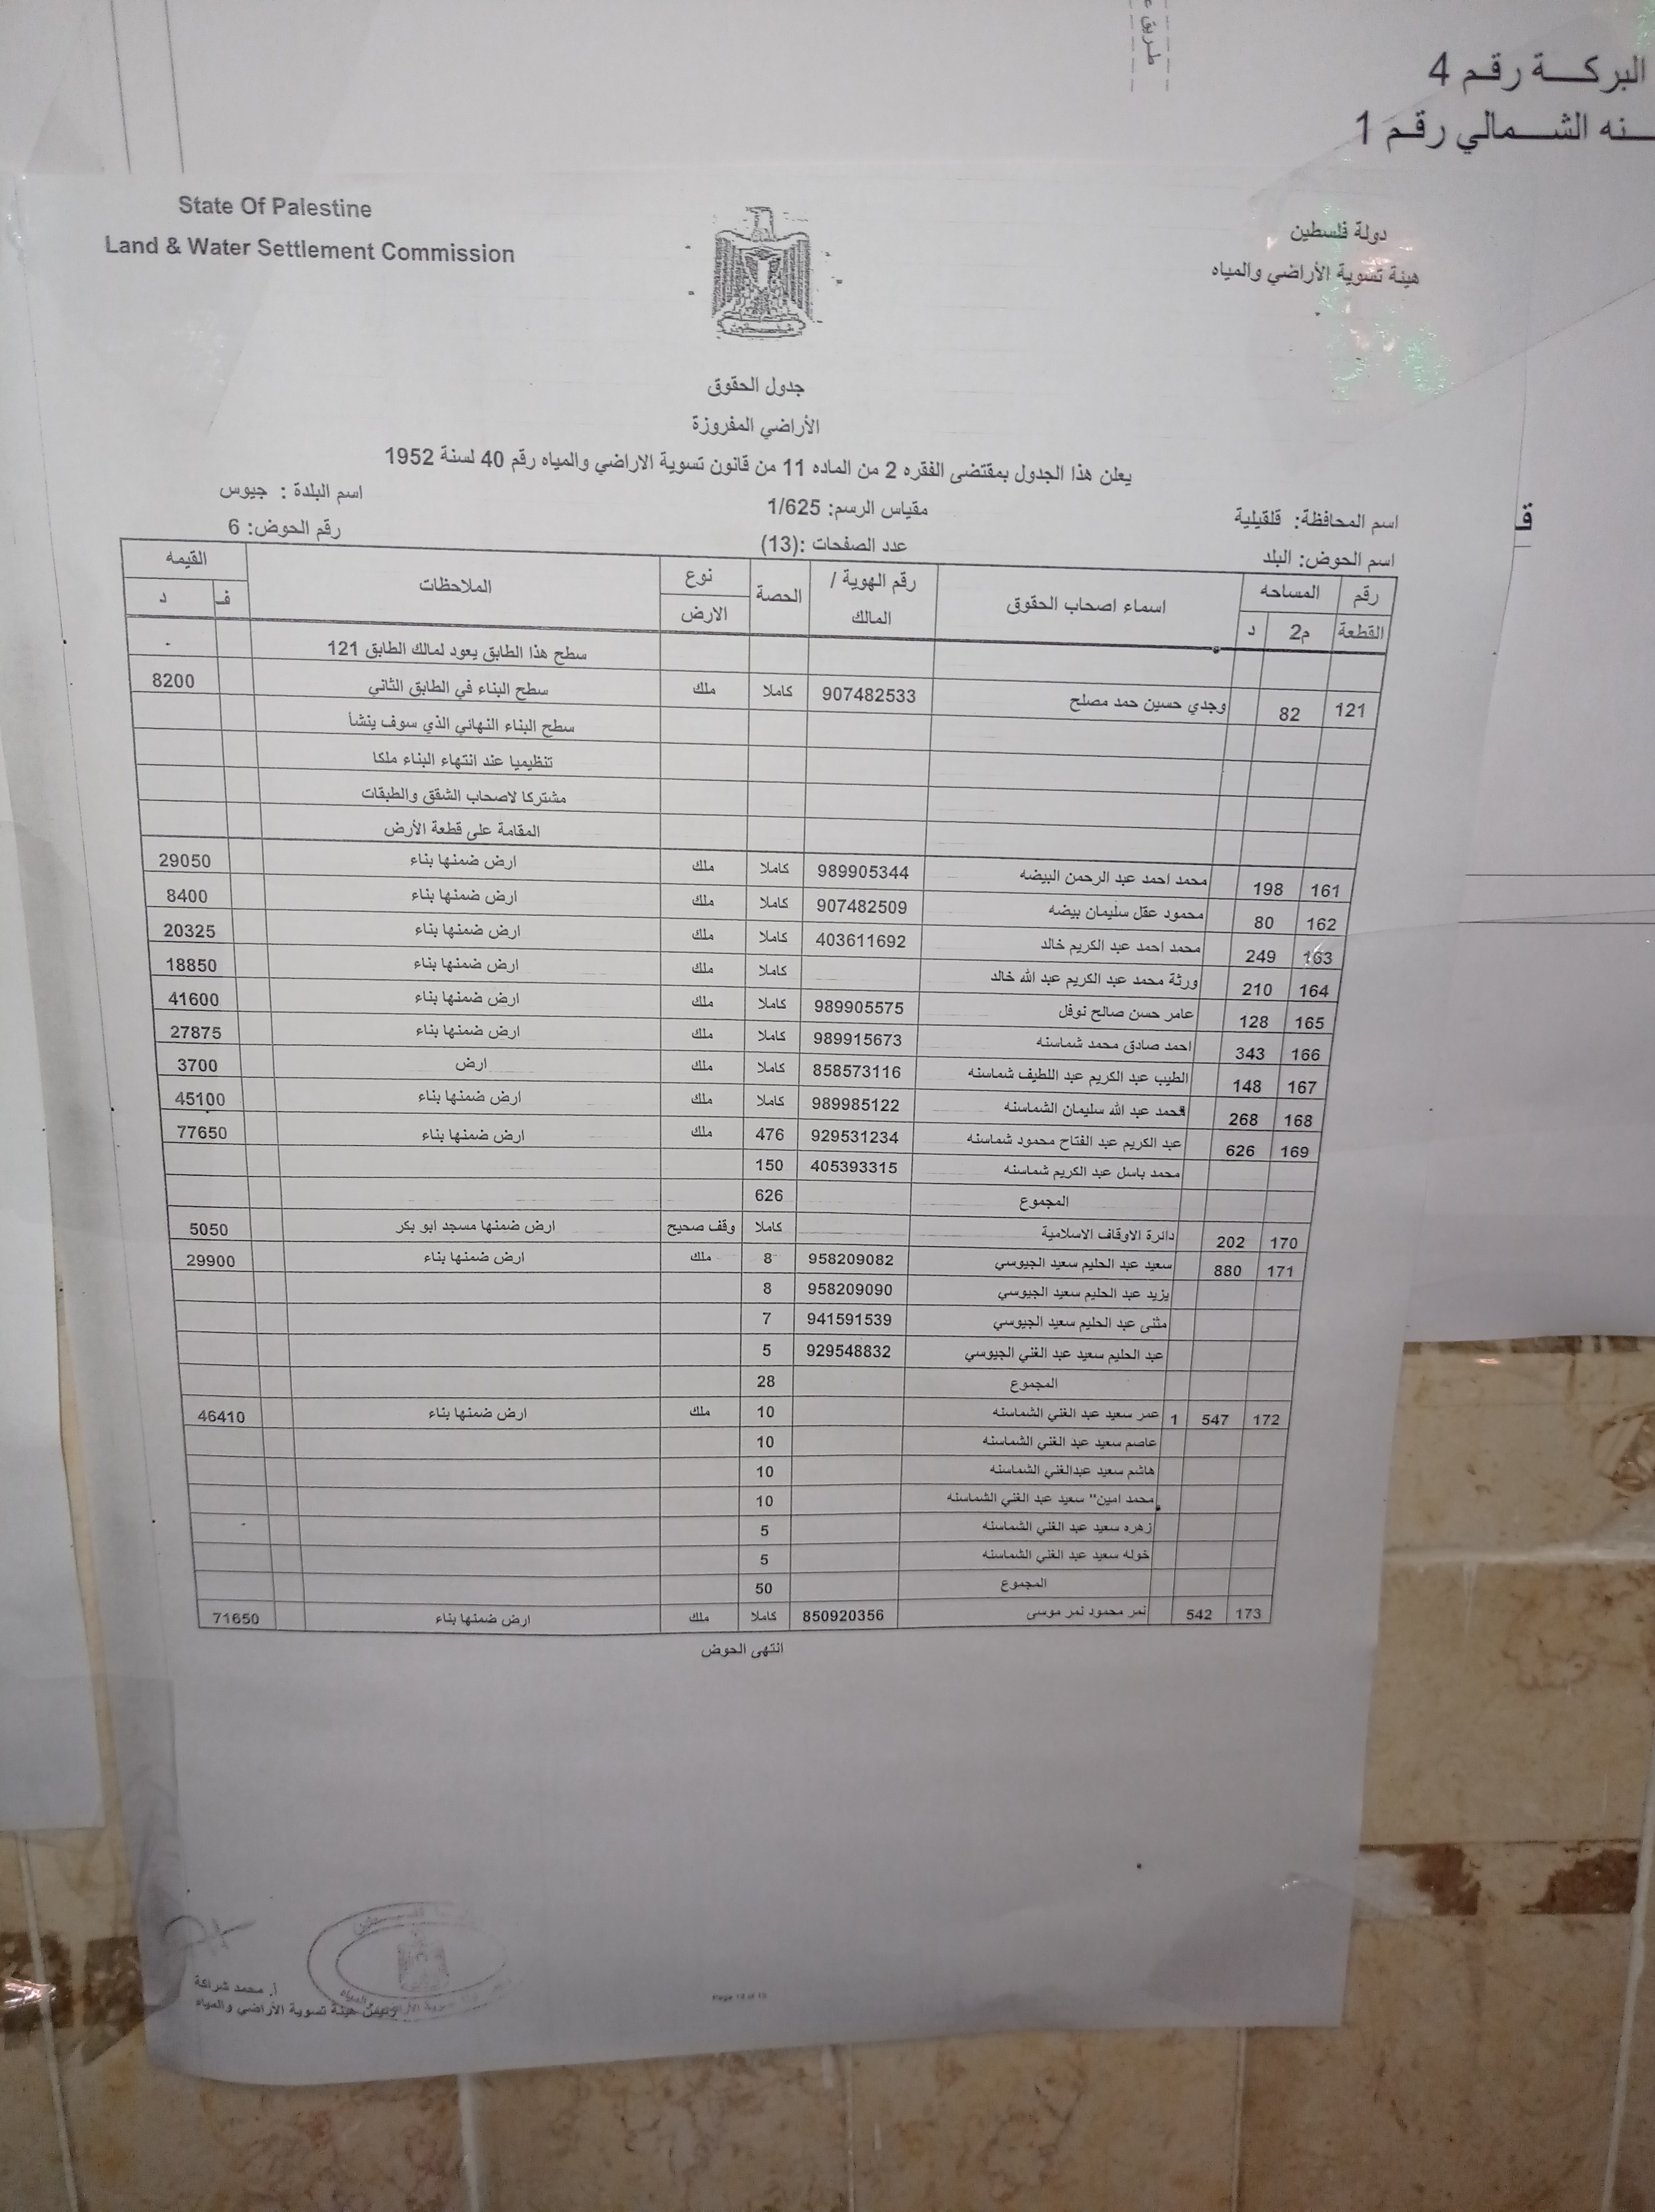 طريق
البركـــة رقـم 4
ـنه الشـــمالي رقـم 1
State Of Palestine
Land & Water Settlement Commission
دولة فلسطين
هيئة تسوية الأراضي والمياه
جدول الحقوق
الأراضي المفروزة
يعلن هذا الجدول بمقتضى الفقره 2 من الماده 11 من قانون تسوية الاراضي والمياه رقم 40 لسنة 1952
اسم المحافظة: قلقيلية مقياس الرسم: 1/625 اسم البلدة : جيوس
اسم الحوض: البلد عدد الصفحات :(13) رقم الحوض: 6
رقم القطعة المساحه م2 د اسماء اصحاب الحقوق رقم الهوية / المالك الحصة نوع الارض الملاحظات القيمه ف د
سطح هذا الطابق يعود لمالك الطابق 121
121 82 وجدي حسين حمد مصلح 907482533 كاملا ملك سطح البناء في الطابق الثاني 8200
سطح البناء النهائي الذي سوف ينشأ
تنظيميا عند انتهاء البناء ملكا
مشتركا لاصحاب الشقق والطبقات
المقامة على قطعة الأرض
161 198 محمد احمد عبد الرحمن البيضه 989905344 كاملا ملك ارض ضمنها بناء 29050
162 80 محمود عقل سليمان بيضه 907482509 كاملا ملك ارض ضمنها بناء 8400
163 249 محمد احمد عبد الكريم خالد 403611692 كاملا ملك ارض ضمنها بناء 20325
164 210 ورثة محمد عبد الكريم عبد الله خالد كاملا ملك ارض ضمنها بناء 18850
165 128 عامر حسن صالح نوفل 989905575 كاملا ملك ارض ضمنها بناء 41600
166 343 احمد صادق محمد شماسنه 989915673 كاملا ملك ارض ضمنها بناء 27875
167 148 الطيب عبد الكريم عبد اللطيف شماسنه 858573116 كاملا ملك ارض 3700
168 268 محمد عبد الله سليمان الشماسنه 989985122 كاملا ملك ارض ضمنها بناء 45100
169 626 عبد الكريم عبد الفتاح محمود شماسنه 929531234 476 ملك ارض ضمنها بناء 77650
محمد باسل عبد الكريم شماسنه 405393315 150
المجموع 626
170 202 دائرة الاوقاف الاسلامية كاملا وقف صحيح ارض ضمنها مسجد ابو بكر 5050
171 880 سعيد عبد الحليم سعيد الجيوسي 958209082 8 ملك ارض ضمنها بناء 29900
يزيد عبد الحليم سعيد الجيوسي 958209090 8
مثنى عبد الحليم سعيد الجيوسي 941591539 7
عبد الحليم سعيد عبد الغني الجيوسي 929548832 5
المجموع 28
172 547 1 عمر سعيد عبد الغني الشماسنه 10 ملك ارض ضمنها بناء 46410
عاصم سعيد عبد الغني الشماسنه 10
هاشم سعيد عبدالغني الشماسنه 10
محمد امين" سعيد عبد الغني الشماسنه 10
زهره سعيد عبد الغني الشماسنه 5
خوله سعيد عبد الغني الشماسنه 5
المجموع 50
173 542 نمر محمود نمر موسى 850920356 كاملا ملك ارض ضمنها بناء 71650
انتهى الحوض
أ. محمد شراكة
رئيس هيئة تسوية الأراضي والمياه
Page 13 of 13